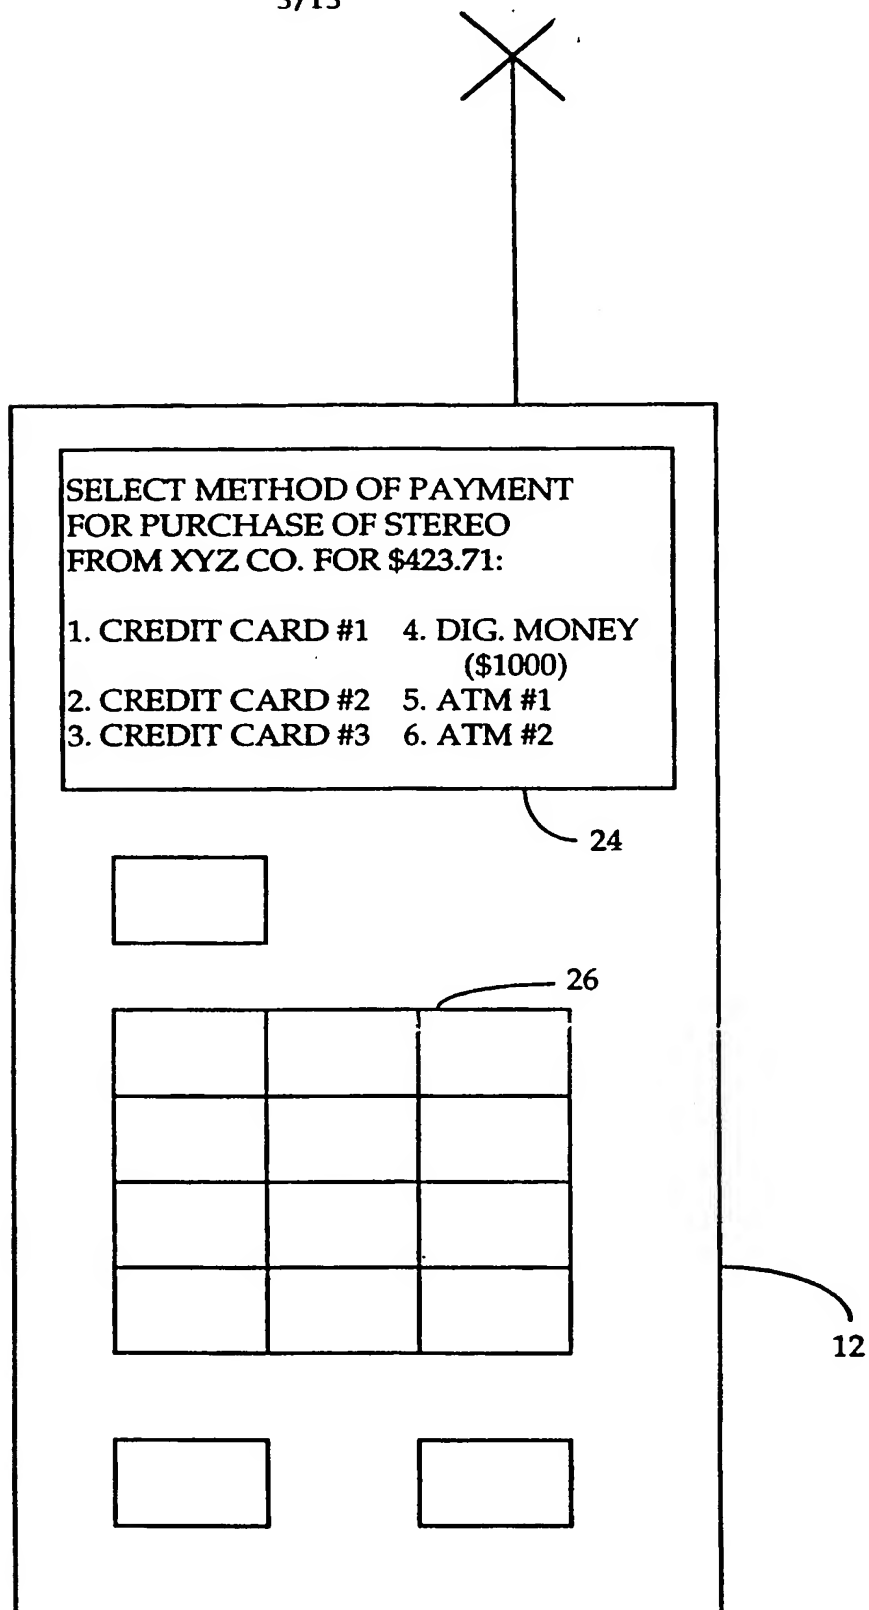 SELECT METHOD OF PAYMENT
FOR PURCHASE OF STEREO
FROM XYZ CO. FOR $423.71:
1. CREDIT CARD #1 4. DIG. MONEY
($1000)
2. CREDIT CARD #2 5. ATM #1
3. CREDIT CARD #3 6. ATM #2
24
26
12